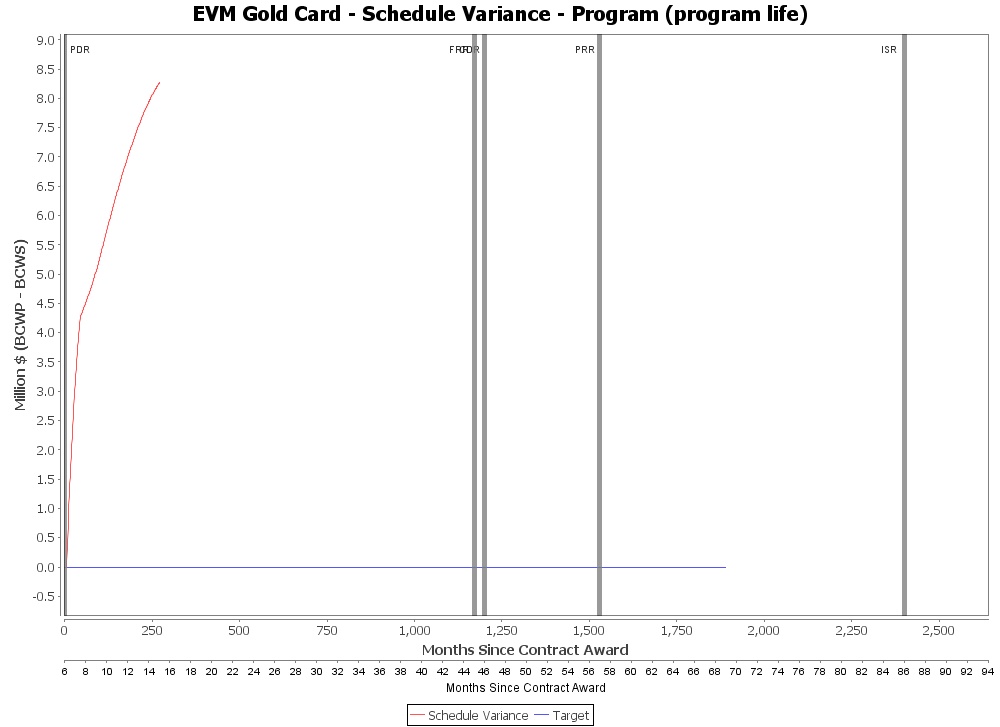 EVM Gold Card - Schedule Variance - Program (program life)
9.0
8.5
8.0
7.5
7.0
6.5
6.0
5.5
5.0
4.5
4.0
3.5
3.0
2.5
2.0
1.5
1.0
0.5
0.0
-0.5
Million $ (BCWP - BCWS)
PDR FRR CDR PRR ISR
0 250 500 750 1,000 1,250 1,500 1,750 2,000 2,250 2,500
Months Since Contract Award
6 8 10 12 14 16 18 20 22 24 26 28 30 32 34 36 38 40 42 44 46 48 50 52 54 56 58 60 62 64 66 68 70 72 74 76 78 80 82 84 86 88 90 92 94
Months Since Contract Award
Schedule Variance Target